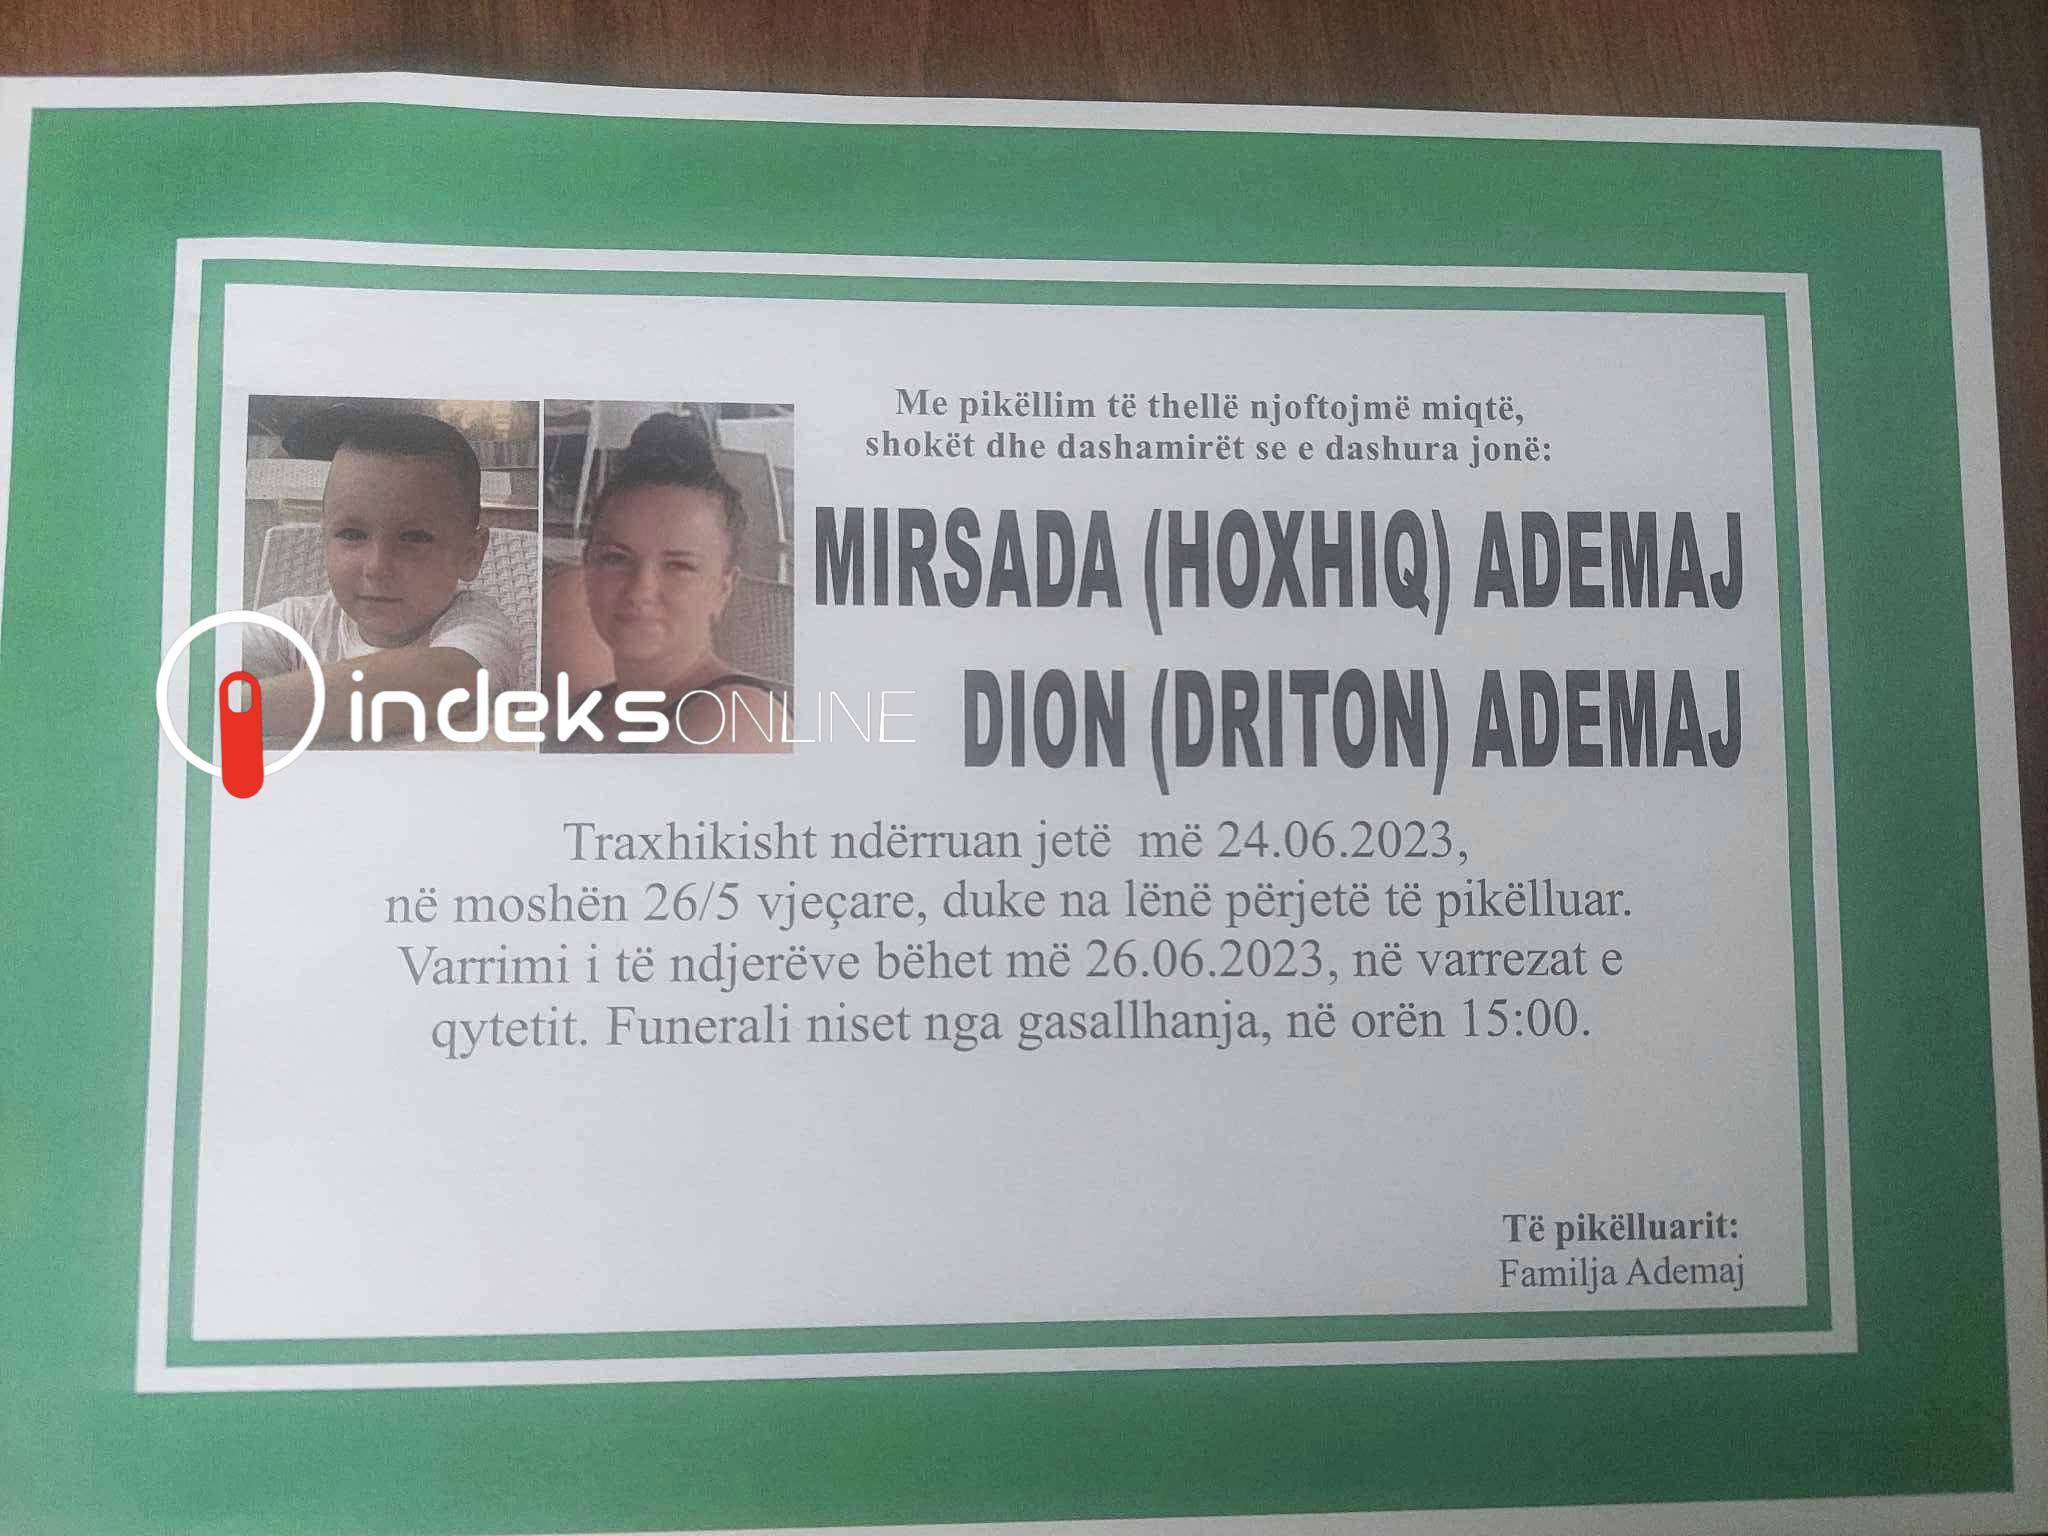 Me pikëllim të thellë njoftojmë miqtë,
shokët dhe dashamirët se e dashura jonë:
MIRSADA (HOXHIQ) ADEMAJ
DION (DRITON) ADEMAJ
indeksONLINE
Traxhikisht ndërruan jetë më 24.06.2023,
në moshën 26/5 vjeçare, duke na lënë përjetë të pikëlluar.
Varrimi i të ndjerëve bëhet më 26.06.2023, në varrezat e
qytetit. Funerali niset nga gasallhanja, në orën 15:00.
Të pikëlluarit:
Familja Ademaj